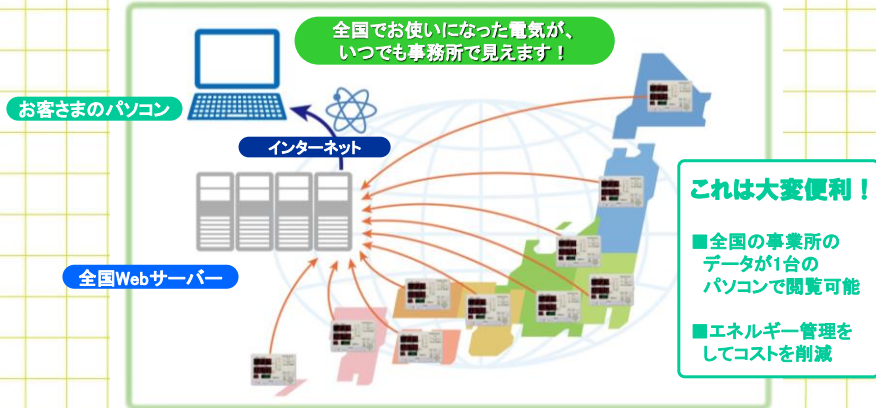 全国でお使いになった電気が、
いつでも事務所で見えます！
お客さまのパソコン
インターネット
全国Webサーバー
これは大変便利！
■全国の事業所の
データが1台の
パソコンで閲覧可能
■エネルギー管理を
してコストを削減